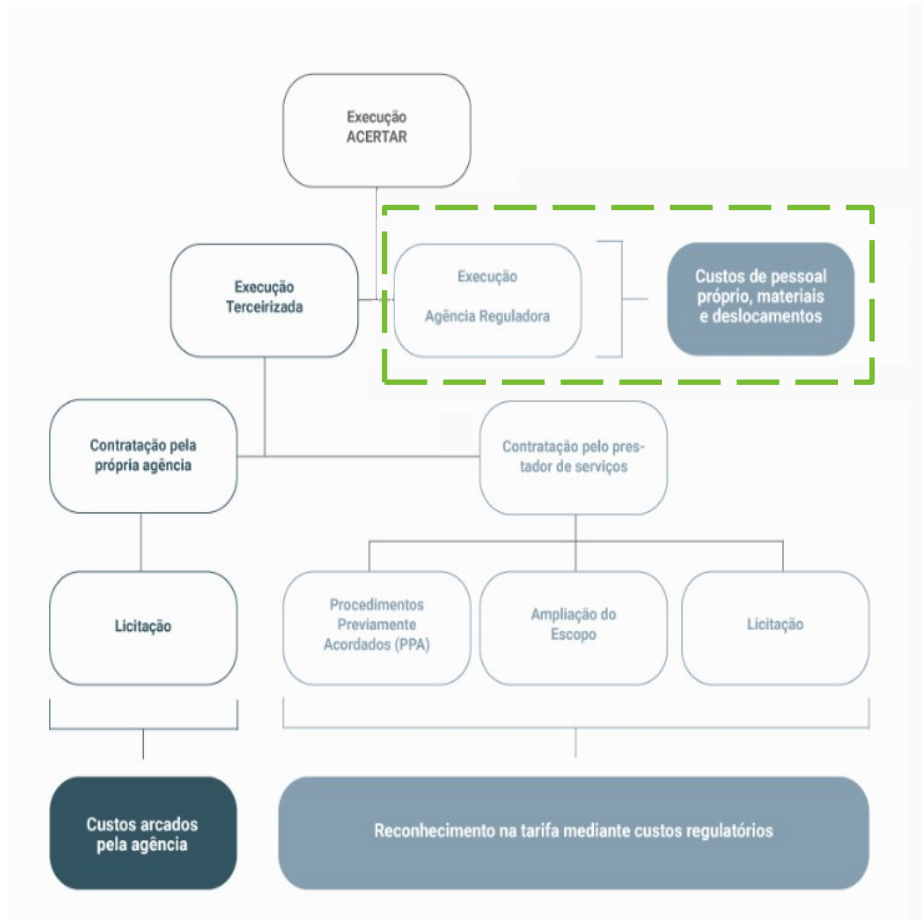 Execução
ACERTAR
Execução
Terceirizada
Execução
Agência Reguladora
Custos de pessoal
próprio, materiais
e deslocamentos
Contratação pela
própria agência
Contratação pelo pres-
tador de serviços
Licitação
Procedimentos
Previamente
Acordados (PPA)
Ampliação do
Escopo
Licitação
Custos arcados
pela agência
Reconhecimento na tarifa mediante custos regulatórios